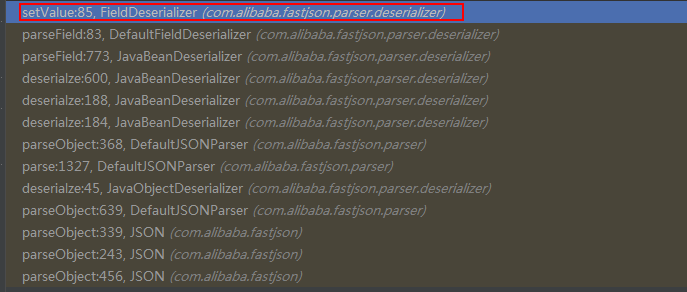 setValue:85, FieldDeserializer (com.alibaba.fastjson.parser.deserializer)
parseField:83, DefaultFieldDeserializer (com.alibaba.fastjson.parser.deserializer)
parseField:773, JavaBeanDeserializer (com.alibaba.fastjson.parser.deserializer)
deserialze:600, JavaBeanDeserializer (com.alibaba.fastjson.parser.deserializer)
deserialze:188, JavaBeanDeserializer (com.alibaba.fastjson.parser.deserializer)
deserialze:184, JavaBeanDeserializer (com.alibaba.fastjson.parser.deserializer)
parseObject:368, DefaultJSONParser (com.alibaba.fastjson.parser)
parse:1327, DefaultJSONParser (com.alibaba.fastjson.parser)
deserialze:45, JavaObjectDeserializer (com.alibaba.fastjson.parser.deserializer)
parseObject:639, DefaultJSONParser (com.alibaba.fastjson.parser)
parseObject:339, JSON (com.alibaba.fastjson)
parseObject:243, JSON (com.alibaba.fastjson)
parseObject:456, JSON (com.alibaba.fastjson)